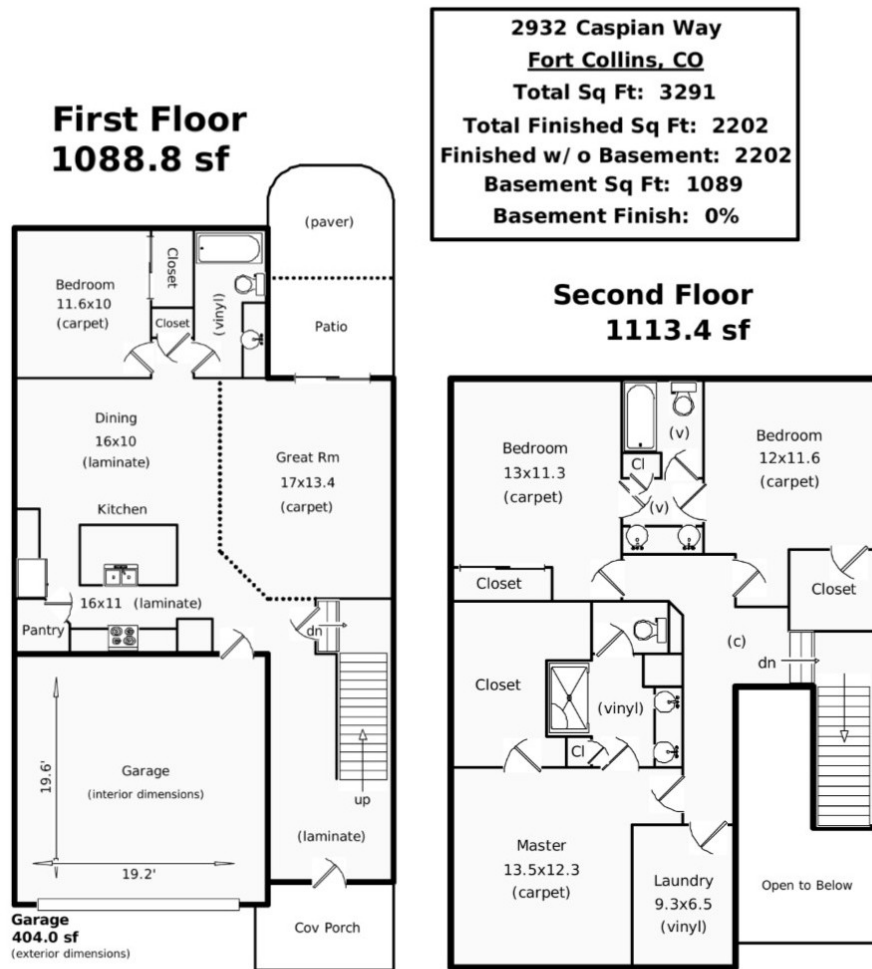 2932 Caspian Way
Fort Collins, CO
Total Sq Ft: 3291
Total Finished Sq Ft: 2202
Finished w/ o Basement: 2202
Basement Sq Ft: 1089
Basement Finish: 0%
First Floor
1088.8 sf
(paver)
Patio
Bedroom
11.6x10
(carpet)
Closet
Closet
(vinyl)
Dining
16x10
(laminate)
Great Rm
17x13.4
(carpet)
Kitchen
16x11 (laminate)
Pantry
dn
up
(laminate)
Garage
(interior dimensions)
19.6'
19.2'
Garage
404.0 sf
(exterior dimensions)
Cov Porch
Second Floor
1113.4 sf
Bedroom
13x11.3
(carpet)
(v)
Cl
(v)
Bedroom
12x11.6
(carpet)
Closet
Closet
(c)
dn
Closet
(vinyl)
Cl
Master
13.5x12.3
(carpet)
Laundry
9.3x6.5
(vinyl)
Open to Below